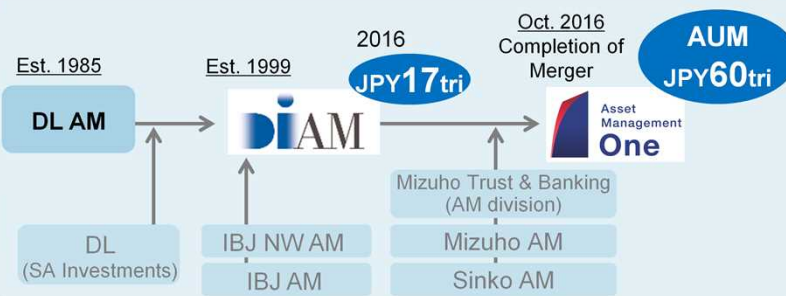 Est. 1985
Est. 1999
2016
Oct. 2016
Completion of
Merger
AUM
JPY60tri
JPY17tri
DL AM
DIAM
Asset
Management
One
Mizuho Trust & Banking
(AM division)
DL
(SA Investments)
IBJ NW AM
Mizuho AM
IBJ AM
Sinko AM